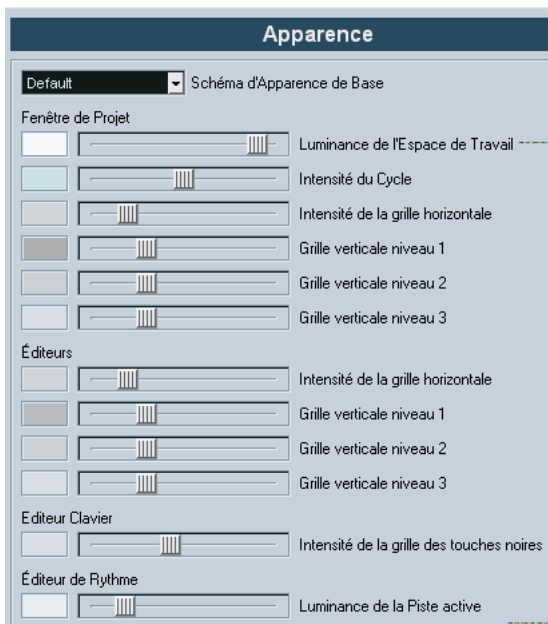 Apparence
Default
Schéma d'Apparence de Base
Fenêtre de Projet
Luminance de l'Espace de Travail
Intensité du Cycle
Intensité de la grille horizontale
Grille verticale niveau 1
Grille verticale niveau 2
Grille verticale niveau 3
Éditeurs
Intensité de la grille horizontale
Grille verticale niveau 1
Grille verticale niveau 2
Grille verticale niveau 3
Editeur Clavier
Intensité de la grille des touches noires
Éditeur de Rythme
Luminance de la Piste active